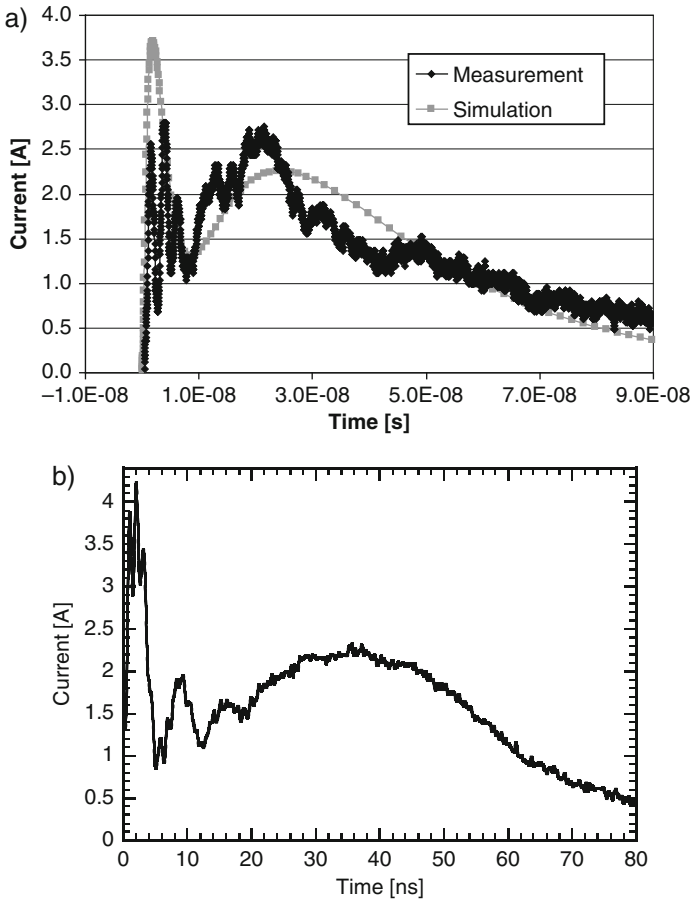 a)
4.0
3.5
3.0
2.5
2.0
1.5
1.0
0.5
0.0
Current [A]
Measurement
Simulation
–1.0E-08 1.0E-08 3.0E-08 5.0E-08 7.0E-08 9.0E-08
Time [s]
b)
4
3.5
3
2.5
2
1.5
1
0.5
0
Current [A]
0 10 20 30 40 50 60 70 80
Time [ns]